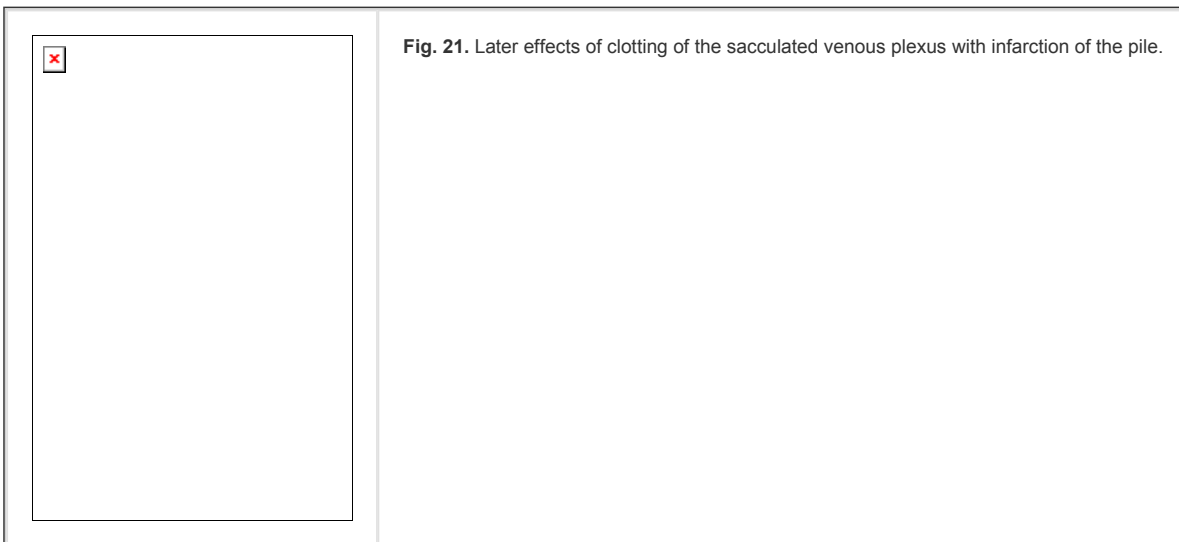 Fig. 21. Later effects of clotting of the sacculated venous plexus with infarction of the pile.